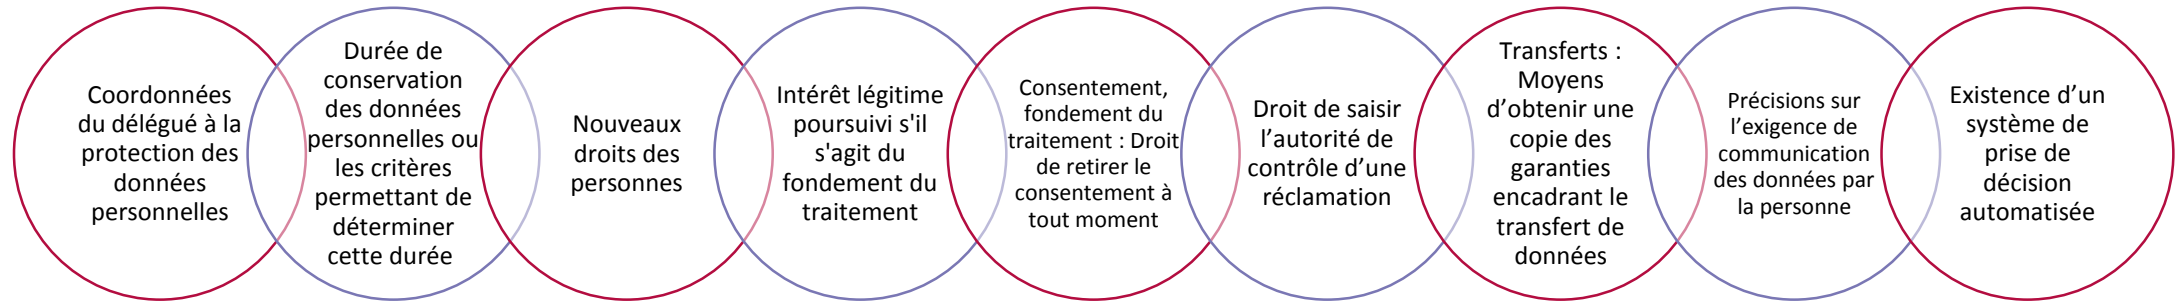 Coordonnées
du délégué à la
protection des
données
personnelles
Durée de
conservation
des données
personnelles ou
les critères
permettant de
déterminer
cette durée
Nouveaux
droits des
personnes
Intérêt légitime
poursuivi s'il
s'agit du
fondement du
traitement
Consentement,
fondement du
traitement : Droit
de retirer le
consentement à
tout moment
Droit de saisir
l’autorité de
contrôle d’une
réclamation
Transferts :
Moyens
d’obtenir une
copie des
garanties
encadrant le
transfert de
données
Précisions sur
l’exigence de
communication
des données par
la personne
Existence d’un
système de
prise de
décision
automatisée